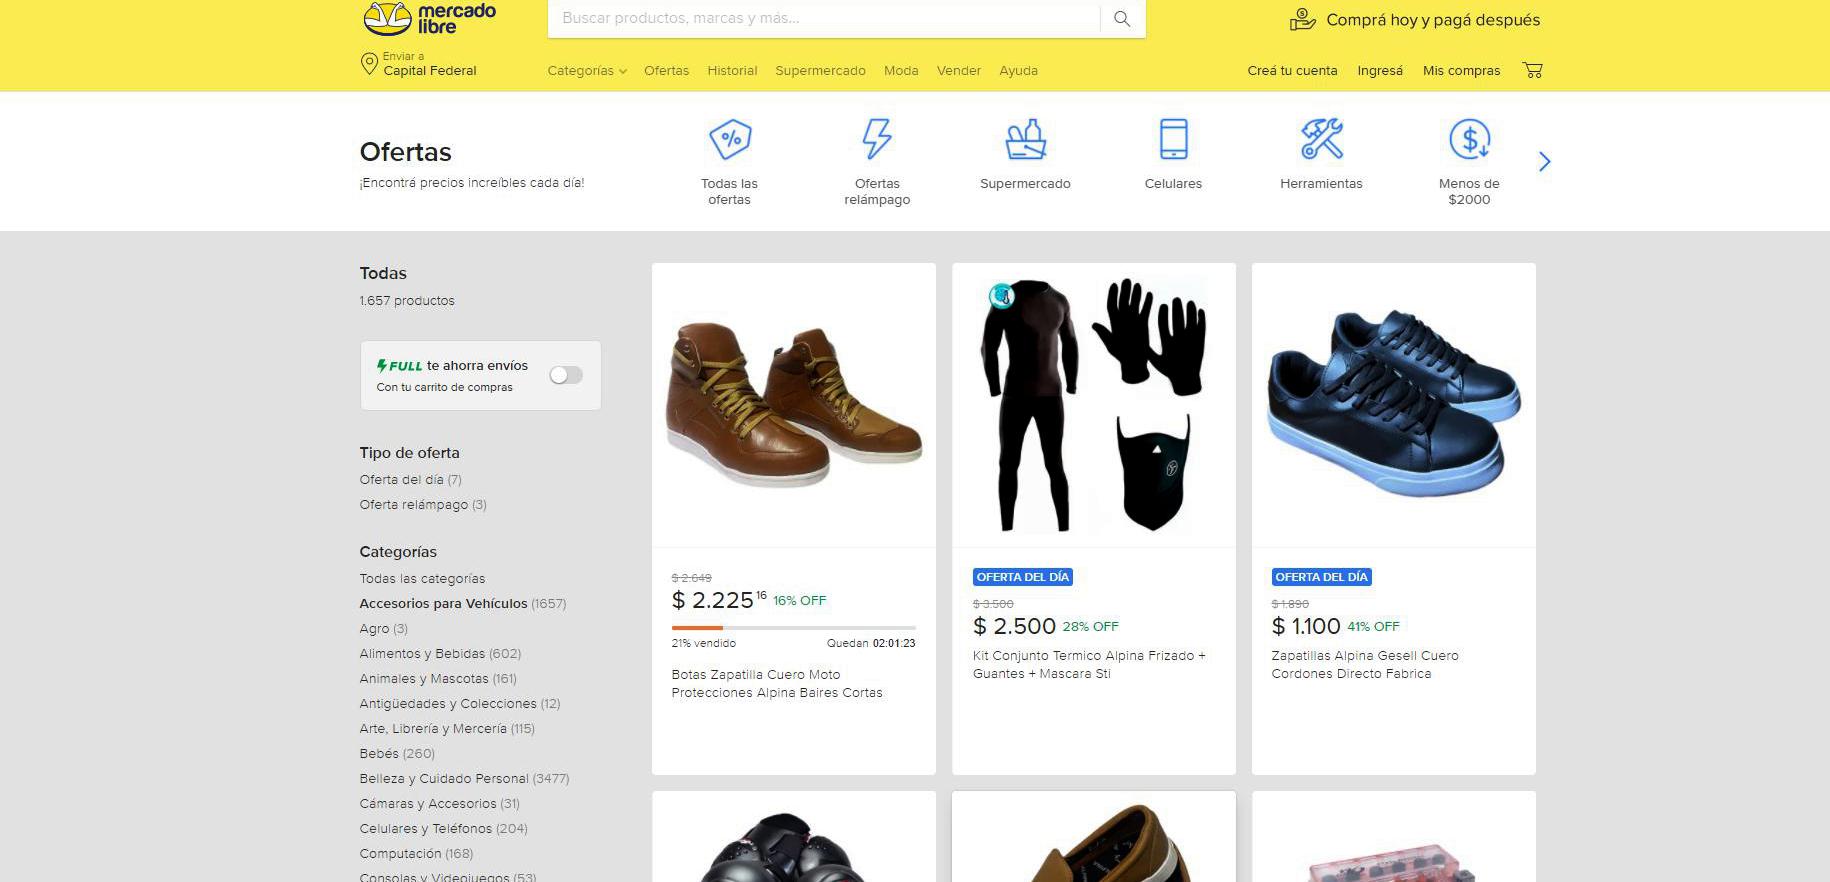 mercado
libre
Buscar productos, marcas y más...
Comprá hoy y pagá después
Enviar a
Capital Federal
Categorías
Ofertas
Historial
Supermercado
Moda
Vender
Ayuda
Creá tu cuenta
Ingresá
Mis compras
Ofertas
¡Encontrá precios increíbles cada día!
Todas las
ofertas
Ofertas
relámpago
Supermercado
Celulares
Herramientas
Menos de
$2000
Todas
1.657 productos
FULL te ahorra envíos
Con tu carrito de compras
Tipo de oferta
Oferta del día (7)
Oferta relámpago (3)
Categorías
Todas las categorías
Accesorios para Vehículos (1657)
Agro (3)
Alimentos y Bebidas (602)
Animales y Mascotas (161)
Antigüedades y Colecciones (12)
Arte, Librería y Mercería (115)
Bebés (260)
Belleza y Cuidado Personal (3477)
Cámaras y Accesorios (31)
Celulares y Teléfonos (204)
Computación (168)
Consolas y Videojuegos (53)
$ 2.649
$ 2.225 16 16% OFF
21% vendido
Quedan 02:01:23
Botas Zapatilla Cuero Moto
Protecciones Alpina Baires Cortas
OFERTA DEL DÍA
$ 3.500
$ 2.500 28% OFF
Kit Conjunto Termico Alpina Frizado +
Guantes + Mascara Sti
OFERTA DEL DÍA
$ 1.890
$ 1.100 41% OFF
Zapatillas Alpina Gesell Cuero
Cordones Directo Fabrica